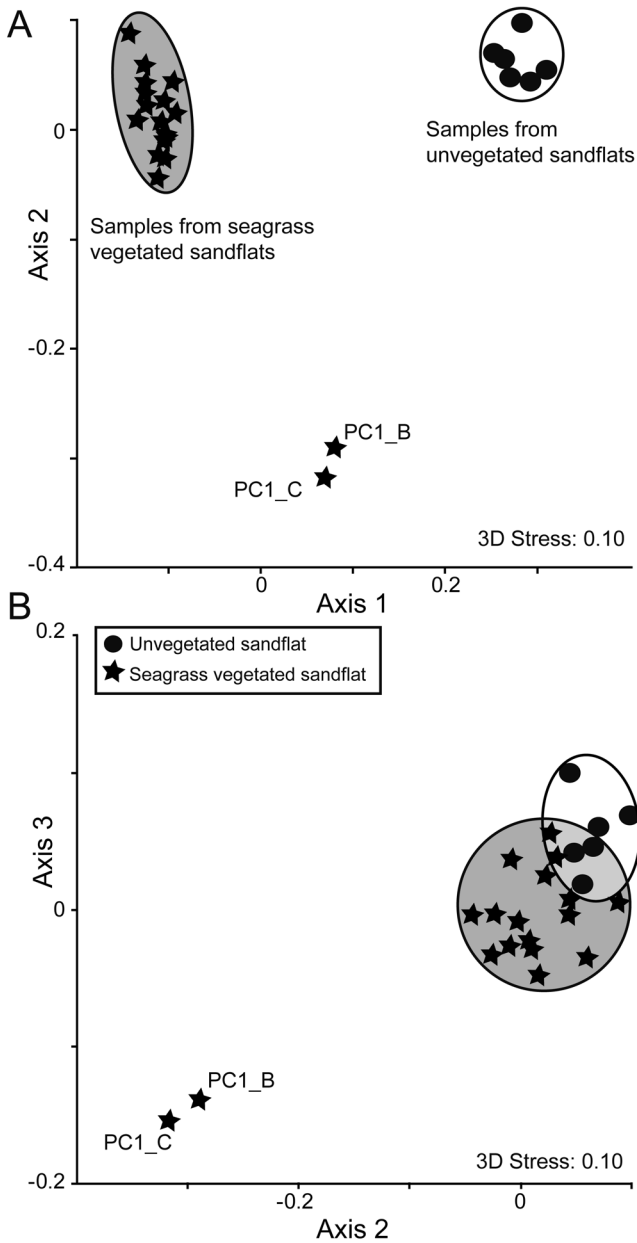 A
0
-0.2
-0.4
Axis 2
Samples from
unvegetated sandflats
Samples from seagrass
vegetated sandflats
PC1_B
PC1_C
3D Stress: 0.10
0
0.2
Axis 1
B
0.2
0
-0.2
Axis 3
Unvegetated sandflat
Seagrass vegetated sandflat
PC1_B
PC1_C
3D Stress: 0.10
-0.2
0
Axis 2